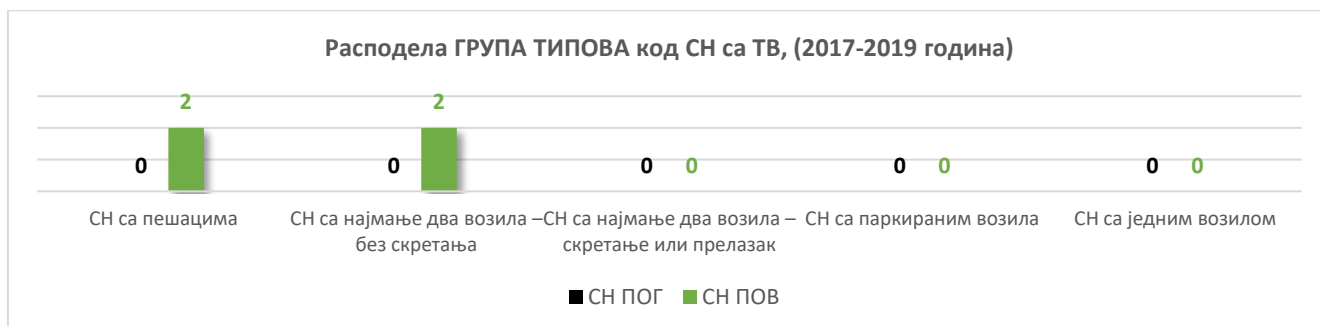 Расподела ГРУПА ТИПОВА код СН са ТВ, (2017-2019 година)
2 2
0 0 0 0 0 0 0 0
СН са пешацима СН са најмање два возила – СН са најмање два возила – СН са паркираним возила СН са једним возилом
без скретања скретање или прелазак
СН ПОГ СН ПОВ